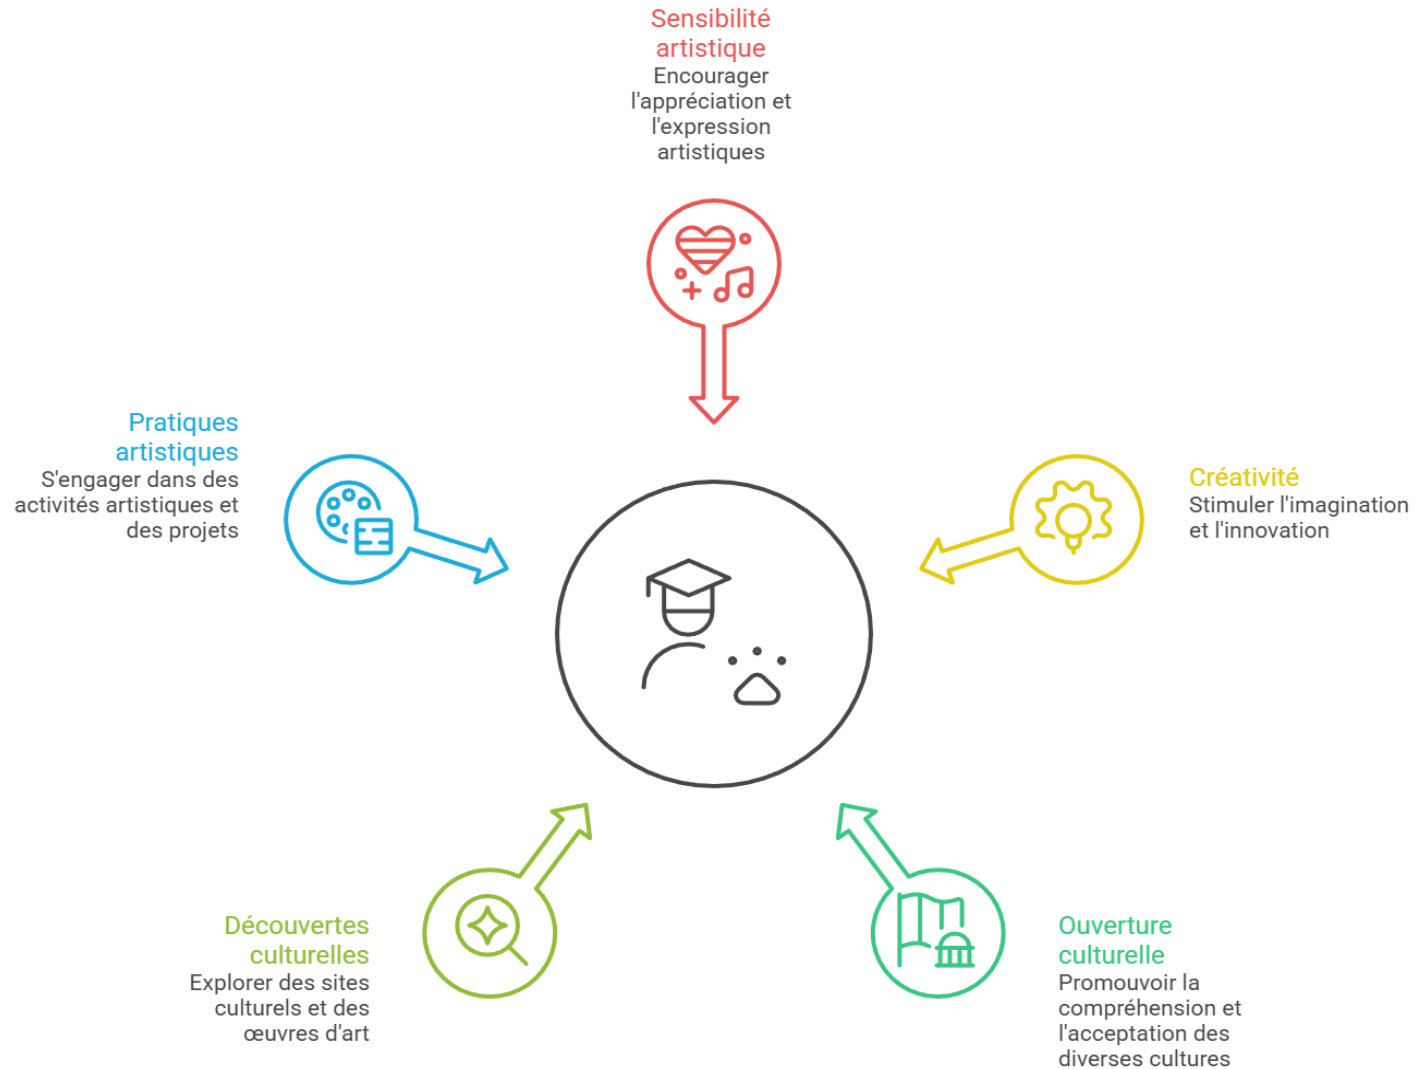 Sensibilité
artistique
Encourager
l'appréciation et
l'expression
artistiques
Pratiques
artistiques
S'engager dans des
activités artistiques et
des projets
Créativité
Stimuler l'imagination
et l'innovation
Découvertes
culturelles
Explorer des sites
culturels et des
œuvres d'art
Ouverture
culturelle
Promouvoir la
compréhension et
l'acceptation des
diverses cultures